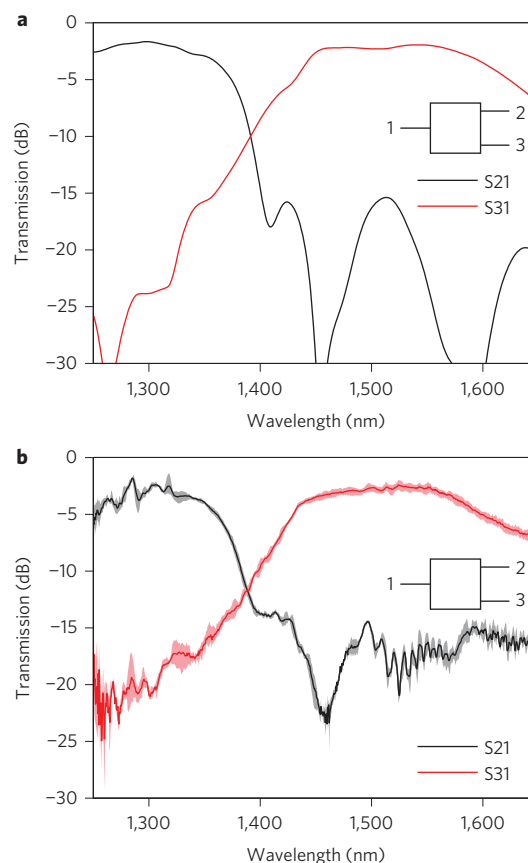 a
0
−5
−10
−15
−20
−25
−30
Transmission (dB)
1 2
3
S21
S31
1,300 1,400 1,500 1,600
Wavelength (nm)
b
0
−5
−10
−15
−20
−25
−30
Transmission (dB)
1 2
3
S21
S31
1,300 1,400 1,500 1,600
Wavelength (nm)